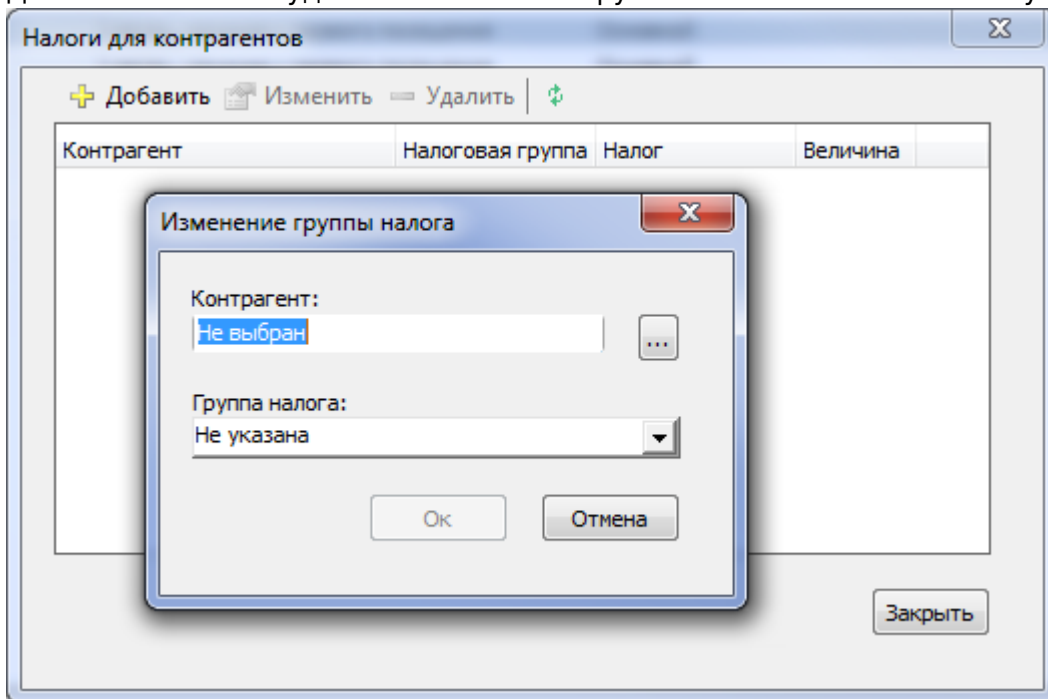 Налоги для контрагентов
Добавить Изменить Удалить
Контрагент Налоговая группа Налог Величина
Изменение группы налога
Контрагент:
Не выбран
...
Группа налога:
Не указана
Ок Отмена
Закрыть